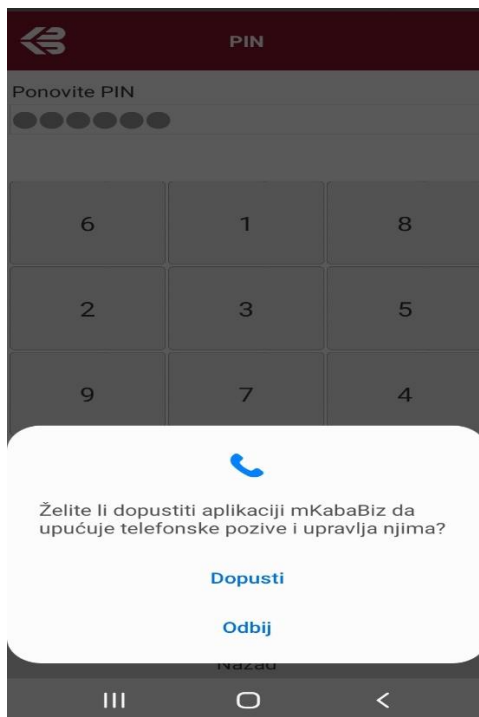 PIN
Ponovite PIN
6 1 8
2 3 5
9 7 4
Želite li dopustiti aplikaciji mKabaBiz da
upućuje telefonske pozive i upravlja njima?
Dopusti
Odbij
Nazad